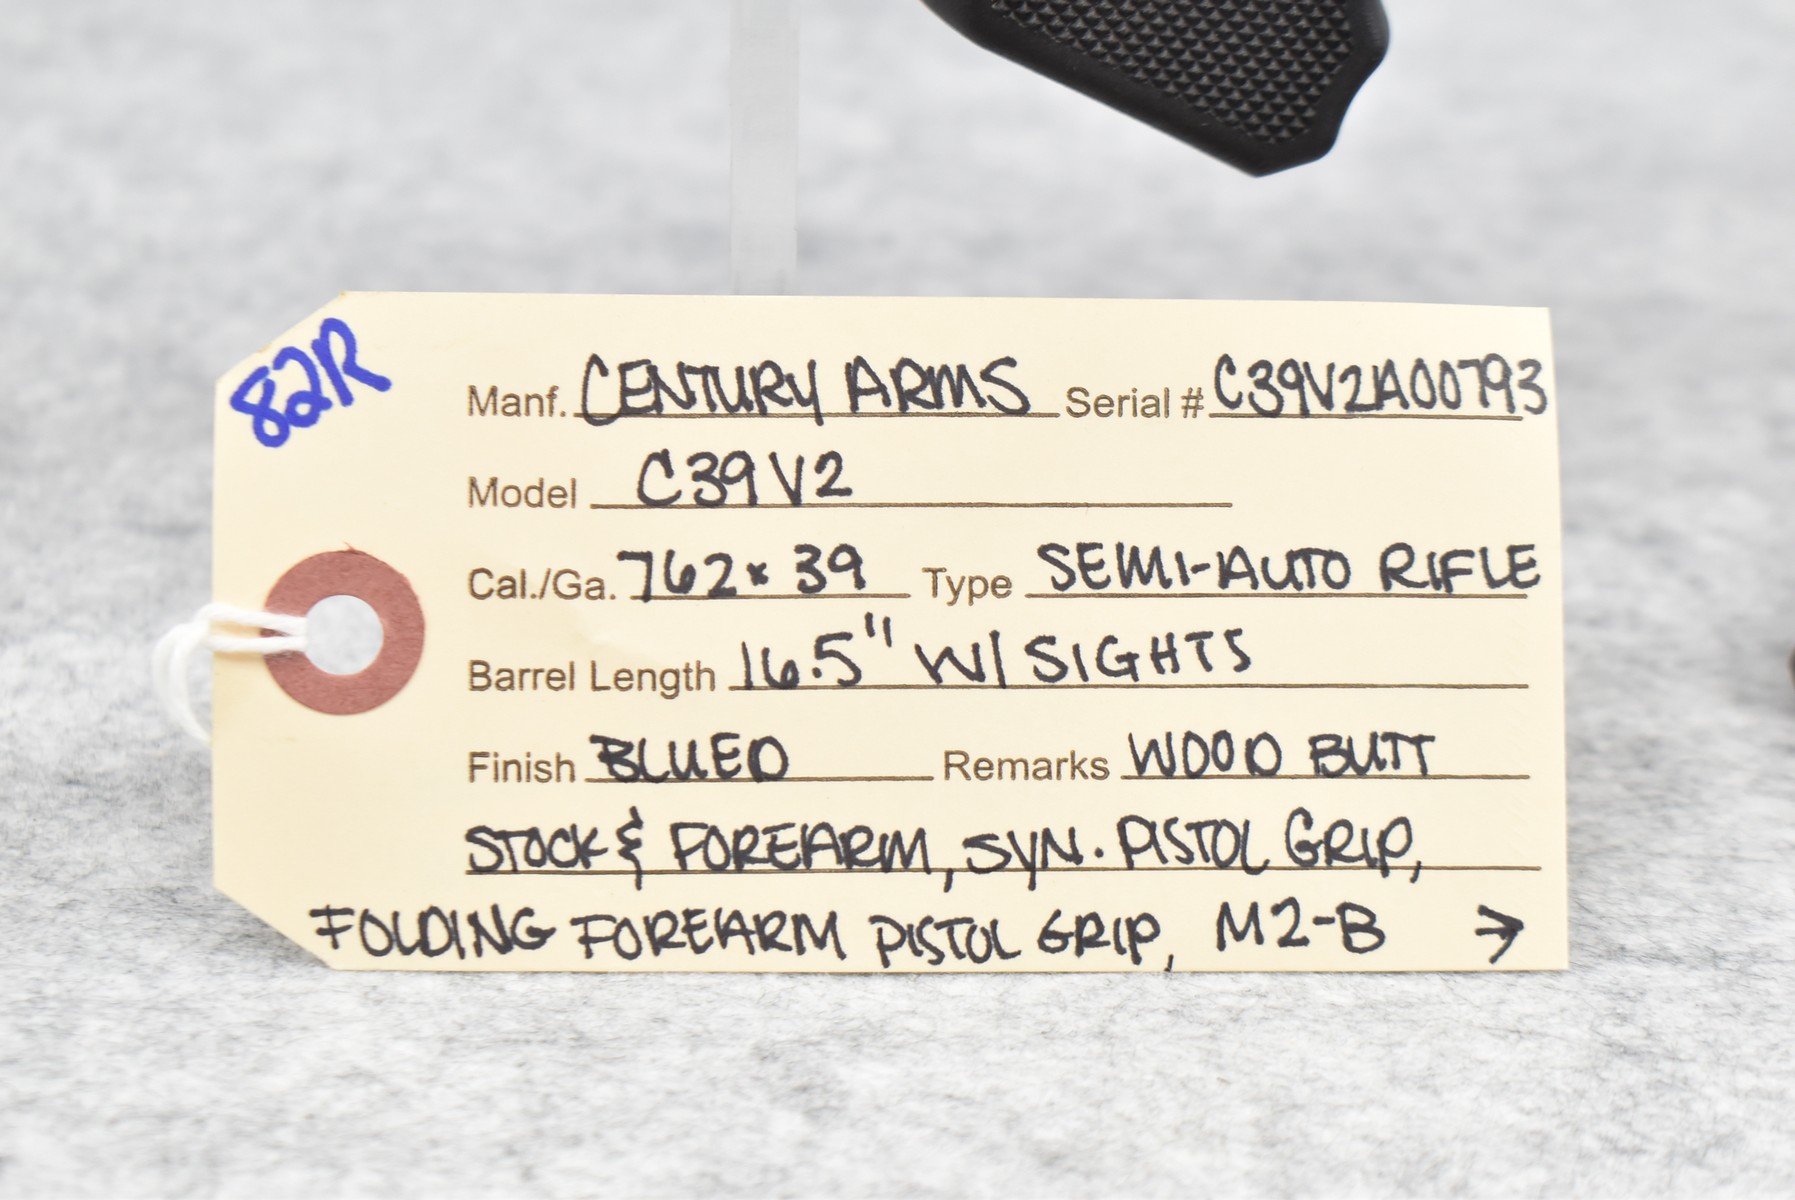 82R
Manf. CENTURY ARMS Serial # C39V2A00793
Model C39V2
Cal./Ga. 762x39 Type SEMI-AUTO RIFLE
Barrel Length 16.5" W/ SIGHTS
Finish BLUED Remarks WOOD BUTT
STOCK & FOREARM, SYN. PISTOL GRIP,
FOLDING FOREARM PISTOL GRIP, M2-B →